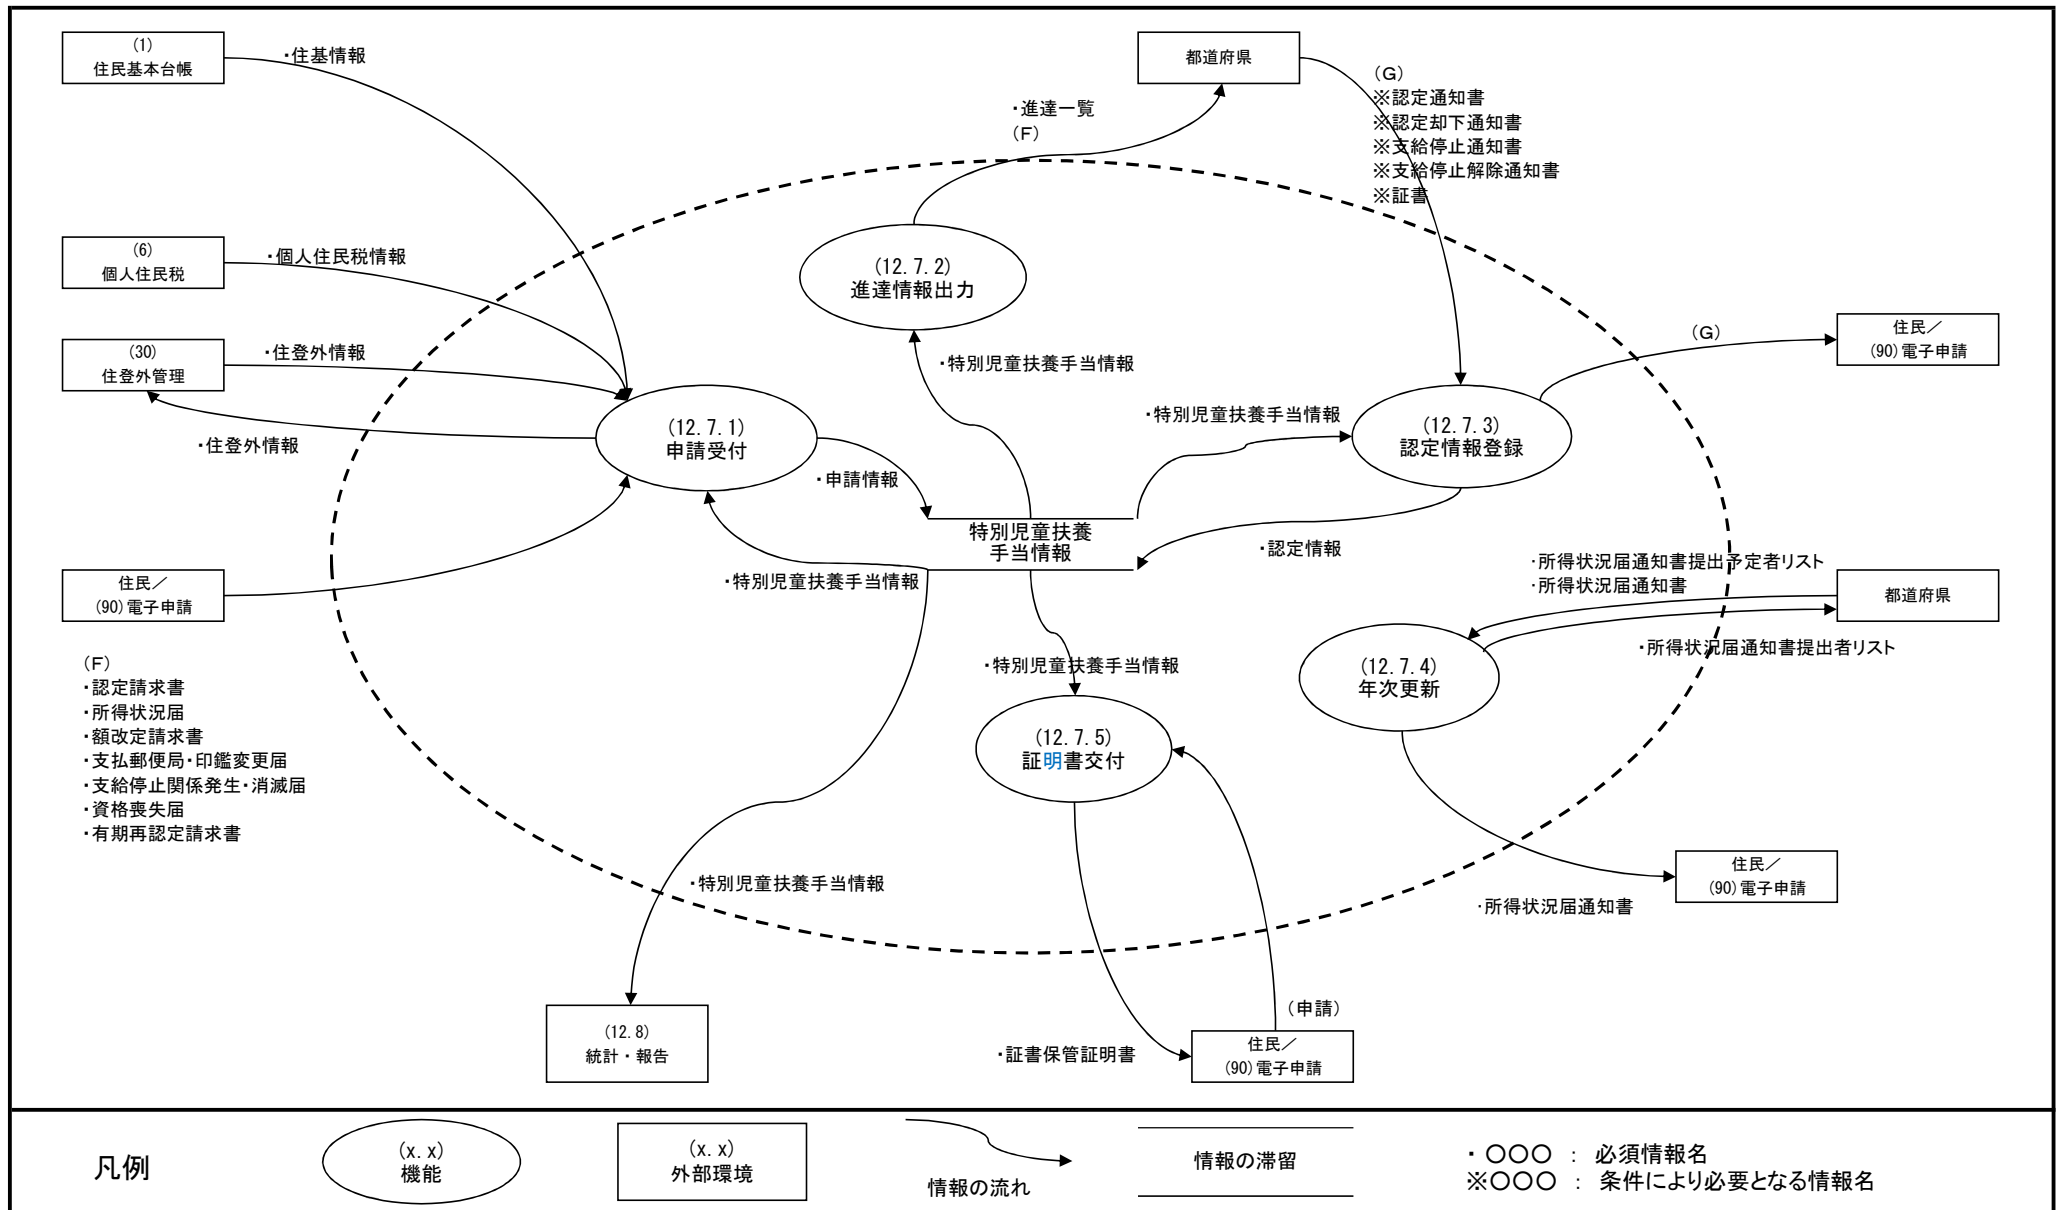 (1)
住民基本台帳
・住基情報
都道府県
・進達一覧
(F)
(G)
※認定通知書
※認定却下通知書
※支給停止通知書
※支給停止解除通知書
※証書
(6)
個人住民税
・個人住民税情報
(12.7.2)
進達情報出力
(30)
住登外管理
・住登外情報
・住登外情報
・特別児童扶養手当情報
(G)
住民／
(90)電子申請
(12.7.1)
申請受付
・特別児童扶養手当情報
(12.7.3)
認定情報登録
・申請情報
特別児童扶養
手当情報
・認定情報
・特別児童扶養手当情報
住民／
(90)電子申請
・所得状況届通知書提出予定者リスト
・所得状況届通知書
都道府県
・所得状況届通知書提出者リスト
(F)
・認定請求書
・所得状況届
・額改定請求書
・支払郵便局・印鑑変更届
・支給停止関係発生・消滅届
・資格喪失届
・有期再認定請求書
・特別児童扶養手当情報
(12.7.4)
年次更新
(12.7.5)
証明書交付
・特別児童扶養手当情報
住民／
(90)電子申請
・所得状況届通知書
(12.8)
統計・報告
(申請)
・証書保管証明書
住民／
(90)電子申請
凡例
(x.x)
機能
(x.x)
外部環境
情報の流れ
情報の滞留
・〇〇〇 ： 必須情報名
※〇〇〇 ： 条件により必要となる情報名